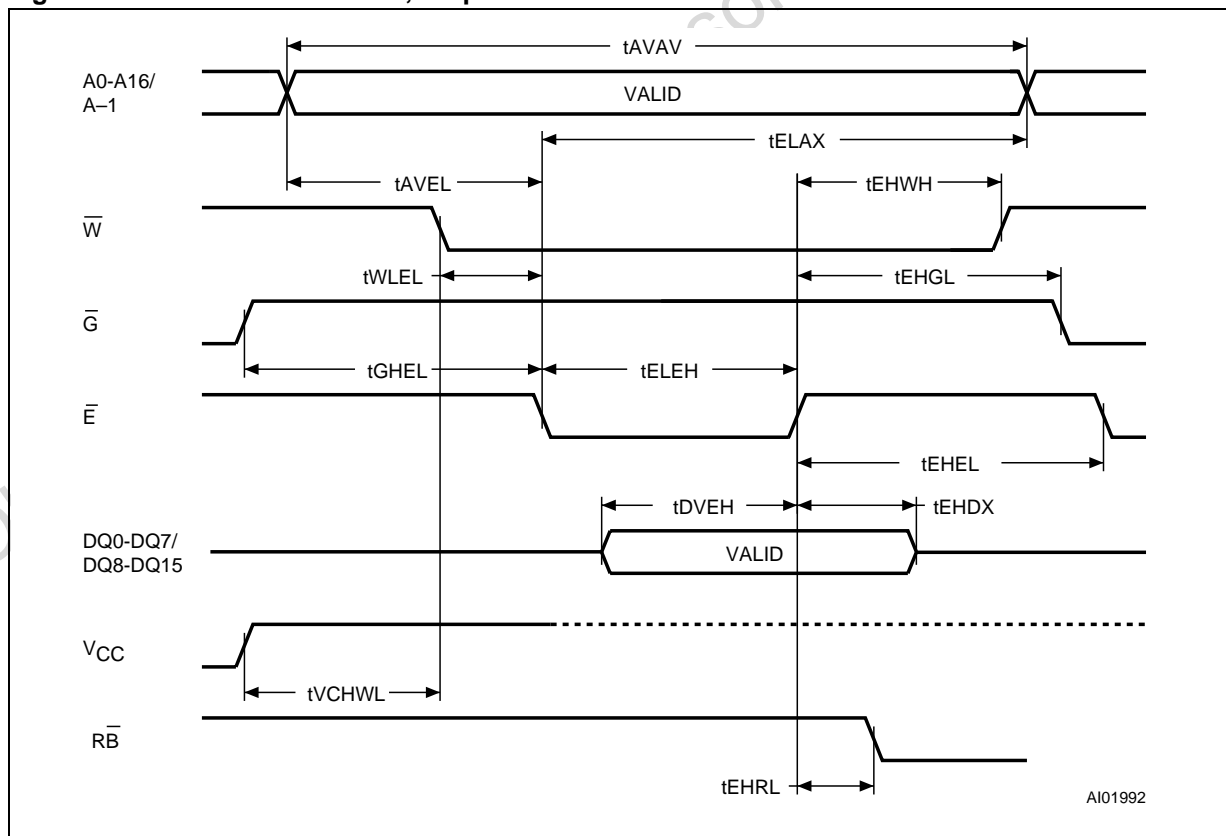 tAVAV
A0-A16/
A–1
VALID
tELAX
tAVEL
tEHWH
W̅
tWLEL
tEHGL
G̅
tGHEL
tELEH
E̅
tEHEL
tDVEH
tEHDX
DQ0-DQ7/
DQ8-DQ15
VALID
VCC
tVCHWL
RB̅
tEHRL
AI01992